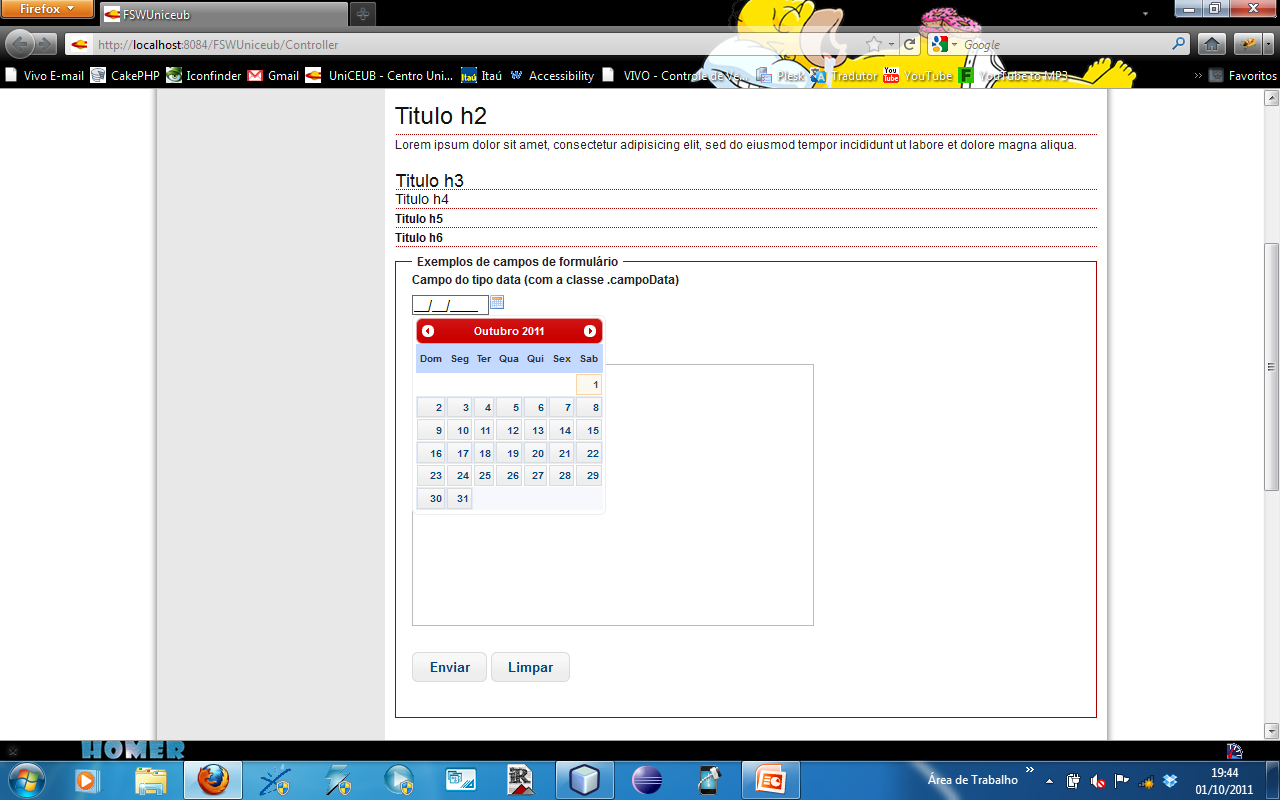 Firefox
FSWUniceub
http://localhost:8084/FSWUniceub/Controller
Google
Vivo E-mail CakePHP Iconfinder Gmail UniCEUB - Centro Uni... Itaú Accessibility VIVO - Controle de ve... Plesk Tradutor YouTube YouTube to MP3 Favoritos
Titulo h2
Lorem ipsum dolor sit amet, consectetur adipisicing elit, sed do eiusmod tempor incididunt ut labore et dolore magna aliqua.
Titulo h3
Titulo h4
Titulo h5
Titulo h6
Exemplos de campos de formulário
Campo do tipo data (com a classe .campoData)
__/__/____
Outubro 2011
Dom Seg Ter Qua Qui Sex Sab
1
2 3 4 5 6 7 8
9 10 11 12 13 14 15
16 17 18 19 20 21 22
23 24 25 26 27 28 29
30 31
Enviar Limpar
HOMER
Área de Trabalho
19:44
01/10/2011